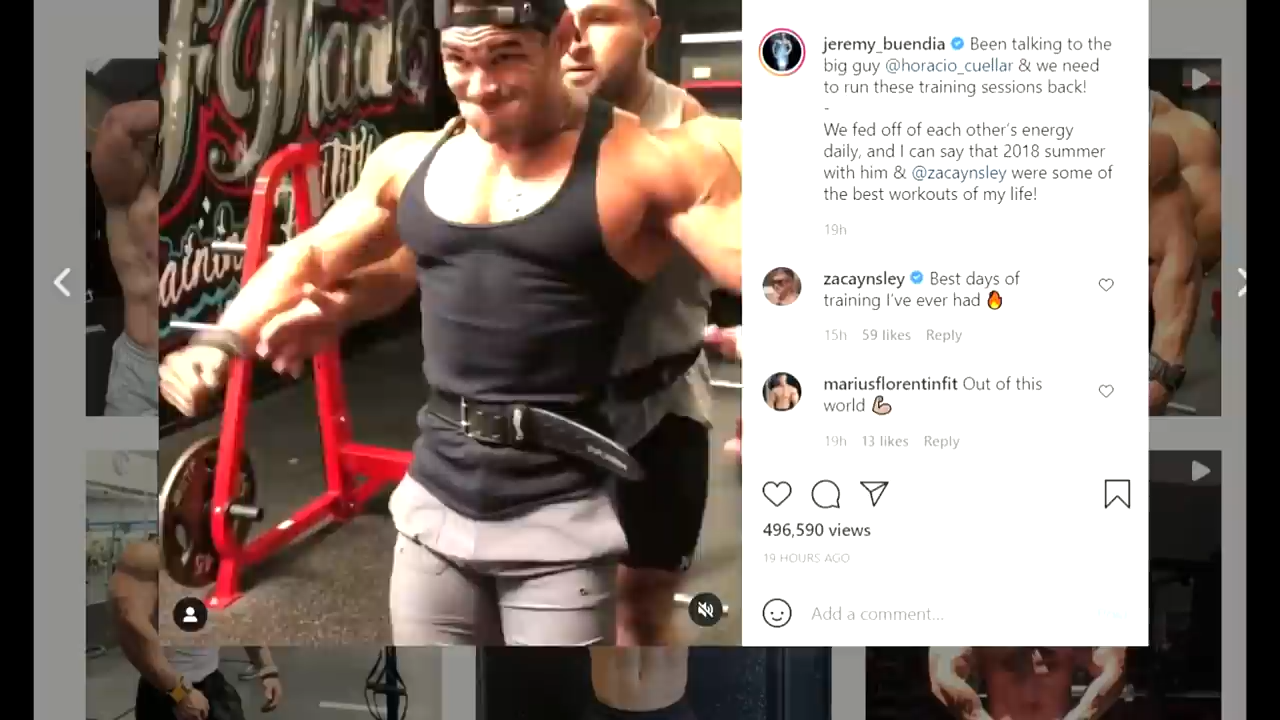 jeremy_buendia Been talking to the
big guy @horacio_cuellar & we need
to run these training sessions back!
-
We fed off of each other's energy
daily, and I can say that 2018 summer
with him & @zacaynsley were some of
the best workouts of my life!
19h
zacaynsley Best days of
training I've ever had 🔥
15h 59 likes Reply
mariusflorentinfit Out of this
world 💪🏻
19h 13 likes Reply
496,590 views
19 HOURS AGO
Add a comment...